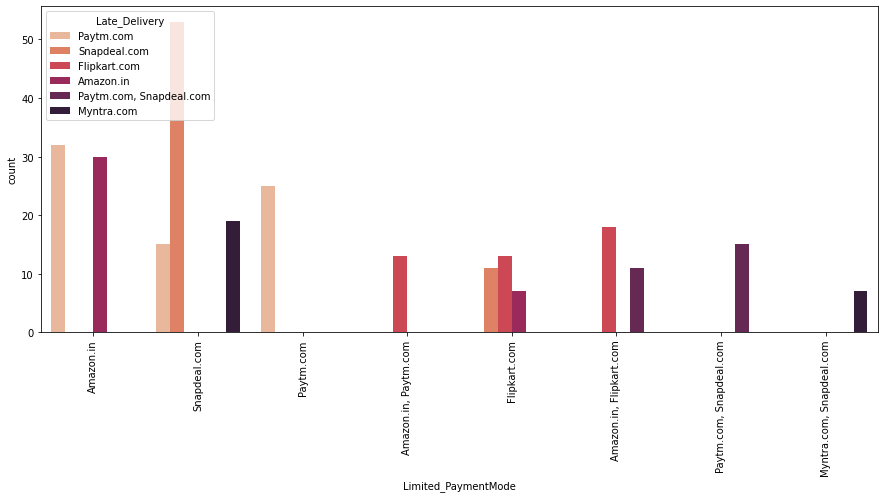 Late_Delivery
Paytm.com
Snapdeal.com
Flipkart.com
Amazon.in
Paytm.com, Snapdeal.com
Myntra.com
50
40
30
20
10
0
count
Amazon.in
Snapdeal.com
Paytm.com
Amazon.in, Paytm.com
Flipkart.com
Amazon.in, Flipkart.com
Paytm.com, Snapdeal.com
Myntra.com, Snapdeal.com
Limited_PaymentMode